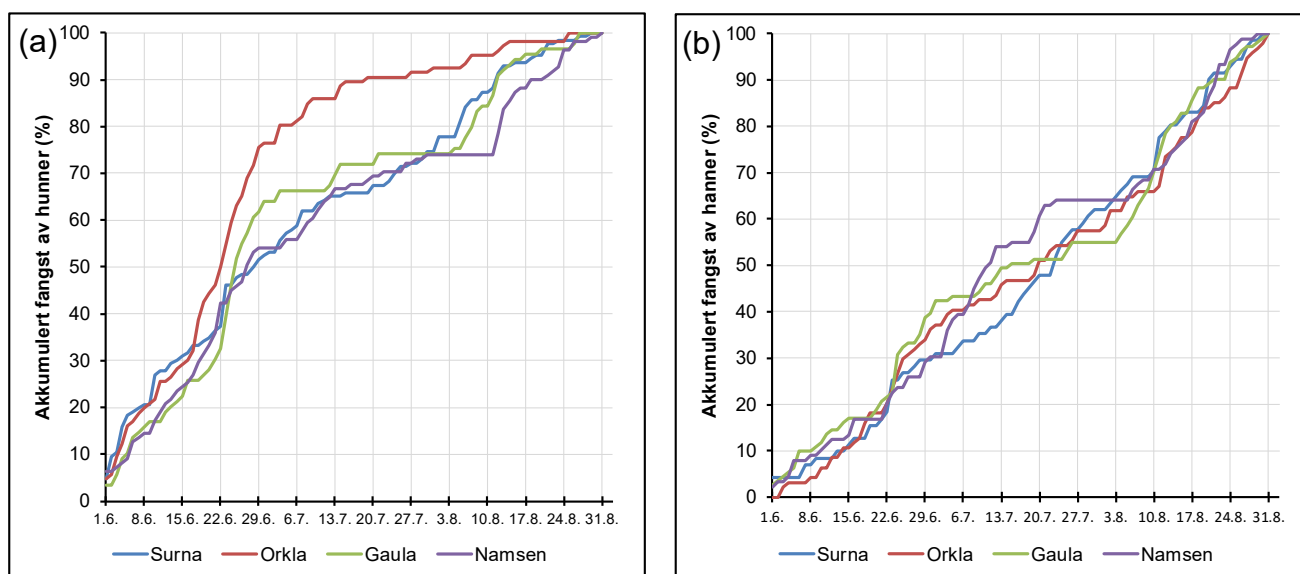 (a)
Akkumulert fangst av hunner (%)
100
90
80
70
60
50
40
30
20
10
0
1.6. 8.6. 15.6. 22.6. 29.6. 6.7. 13.7. 20.7. 27.7. 3.8. 10.8. 17.8. 24.8. 31.8.
Surna Orkla Gaula Namsen
(b)
Akkumulert fangst av hanner (%)
100
90
80
70
60
50
40
30
20
10
0
1.6. 8.6. 15.6. 22.6. 29.6. 6.7. 13.7. 20.7. 27.7. 3.8. 10.8. 17.8. 24.8. 31.8.
Surna Orkla Gaula Namsen